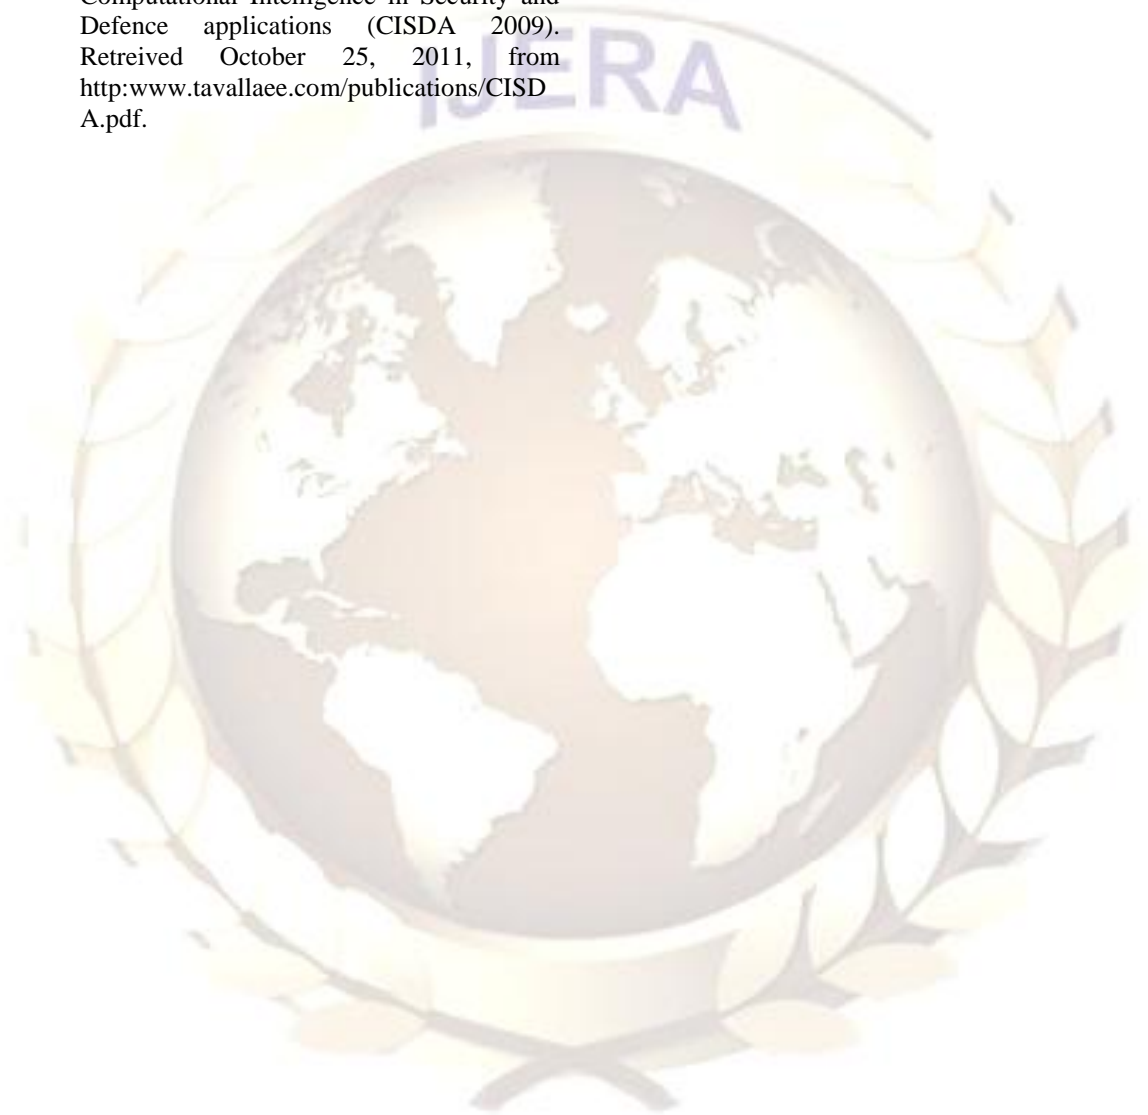 Computational Intelligence in Security and
Defence applications (CISDA 2009).
Retreived October 25, 2011, from
http:www.tavallaee.com/publications/CISD
A.pdf.
IJERA